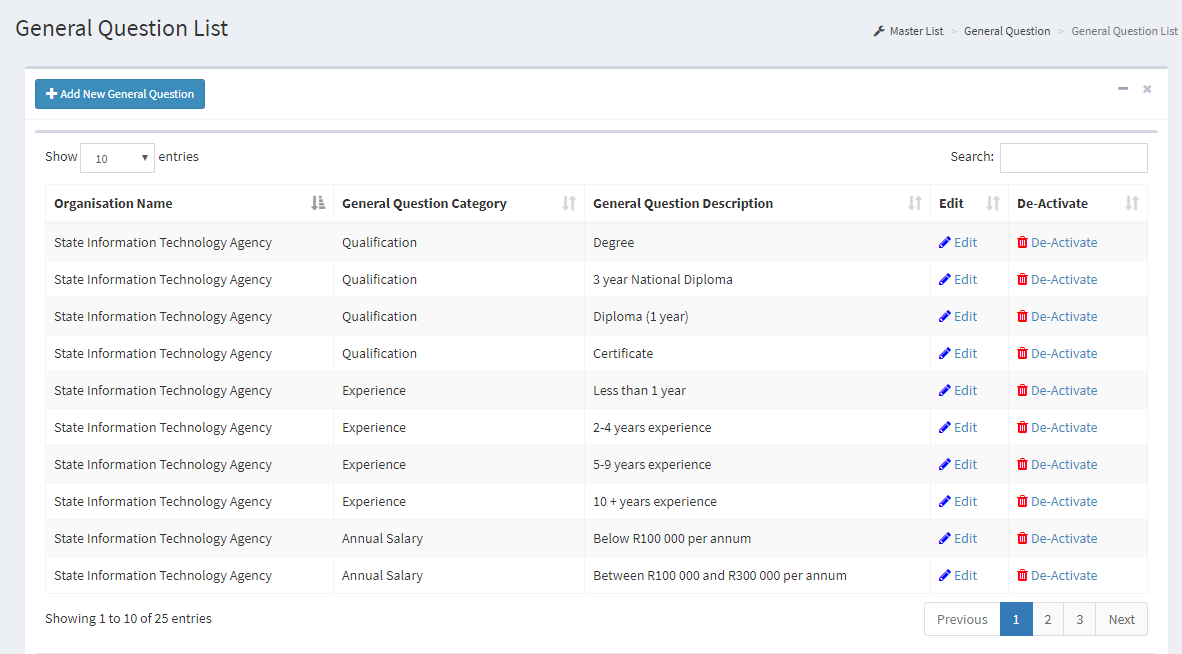 General Question List
Master List > General Question > General Question List
Add New General Question
Show 10 entries Search:
Organisation Name General Question Category General Question Description Edit De-Activate
State Information Technology Agency Qualification Degree Edit De-Activate
State Information Technology Agency Qualification 3 year National Diploma Edit De-Activate
State Information Technology Agency Qualification Diploma (1 year) Edit De-Activate
State Information Technology Agency Qualification Certificate Edit De-Activate
State Information Technology Agency Experience Less than 1 year Edit De-Activate
State Information Technology Agency Experience 2-4 years experience Edit De-Activate
State Information Technology Agency Experience 5-9 years experience Edit De-Activate
State Information Technology Agency Experience 10 + years experience Edit De-Activate
State Information Technology Agency Annual Salary Below R100 000 per annum Edit De-Activate
State Information Technology Agency Annual Salary Between R100 000 and R300 000 per annum Edit De-Activate
Showing 1 to 10 of 25 entries Previous 1 2 3 Next